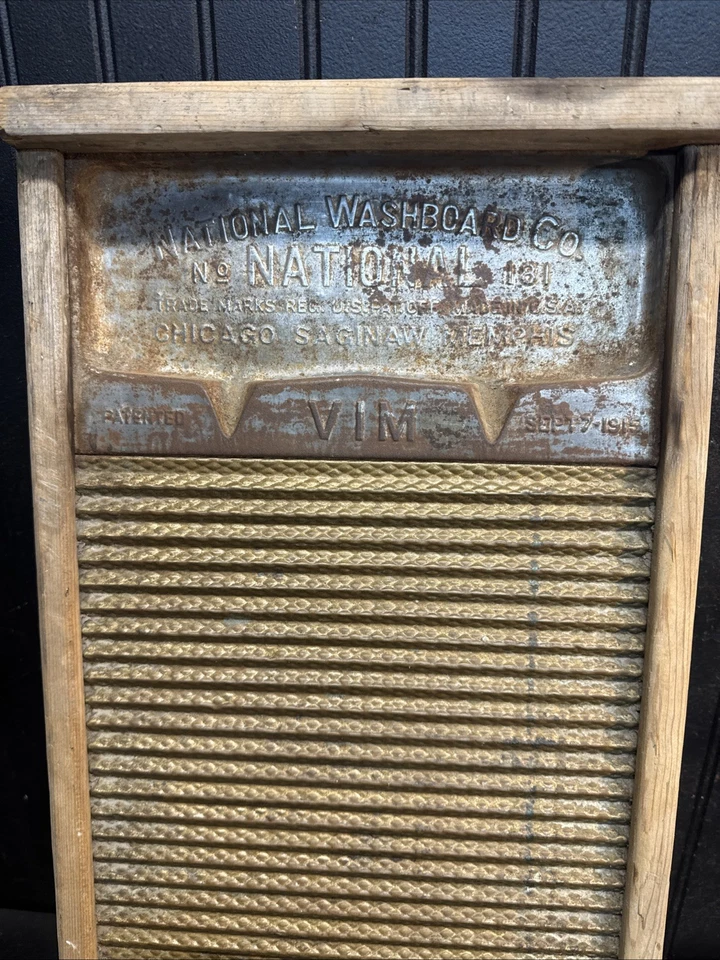 NATIONAL WASHBOARD CO.
No NATIONAL 131
TRADE MARKS REG. U.S. PAT. OFF. MADE IN U.S.A.
CHICAGO SAGINAW MEMPHIS
PATENTED VIM SEPT-7-1915